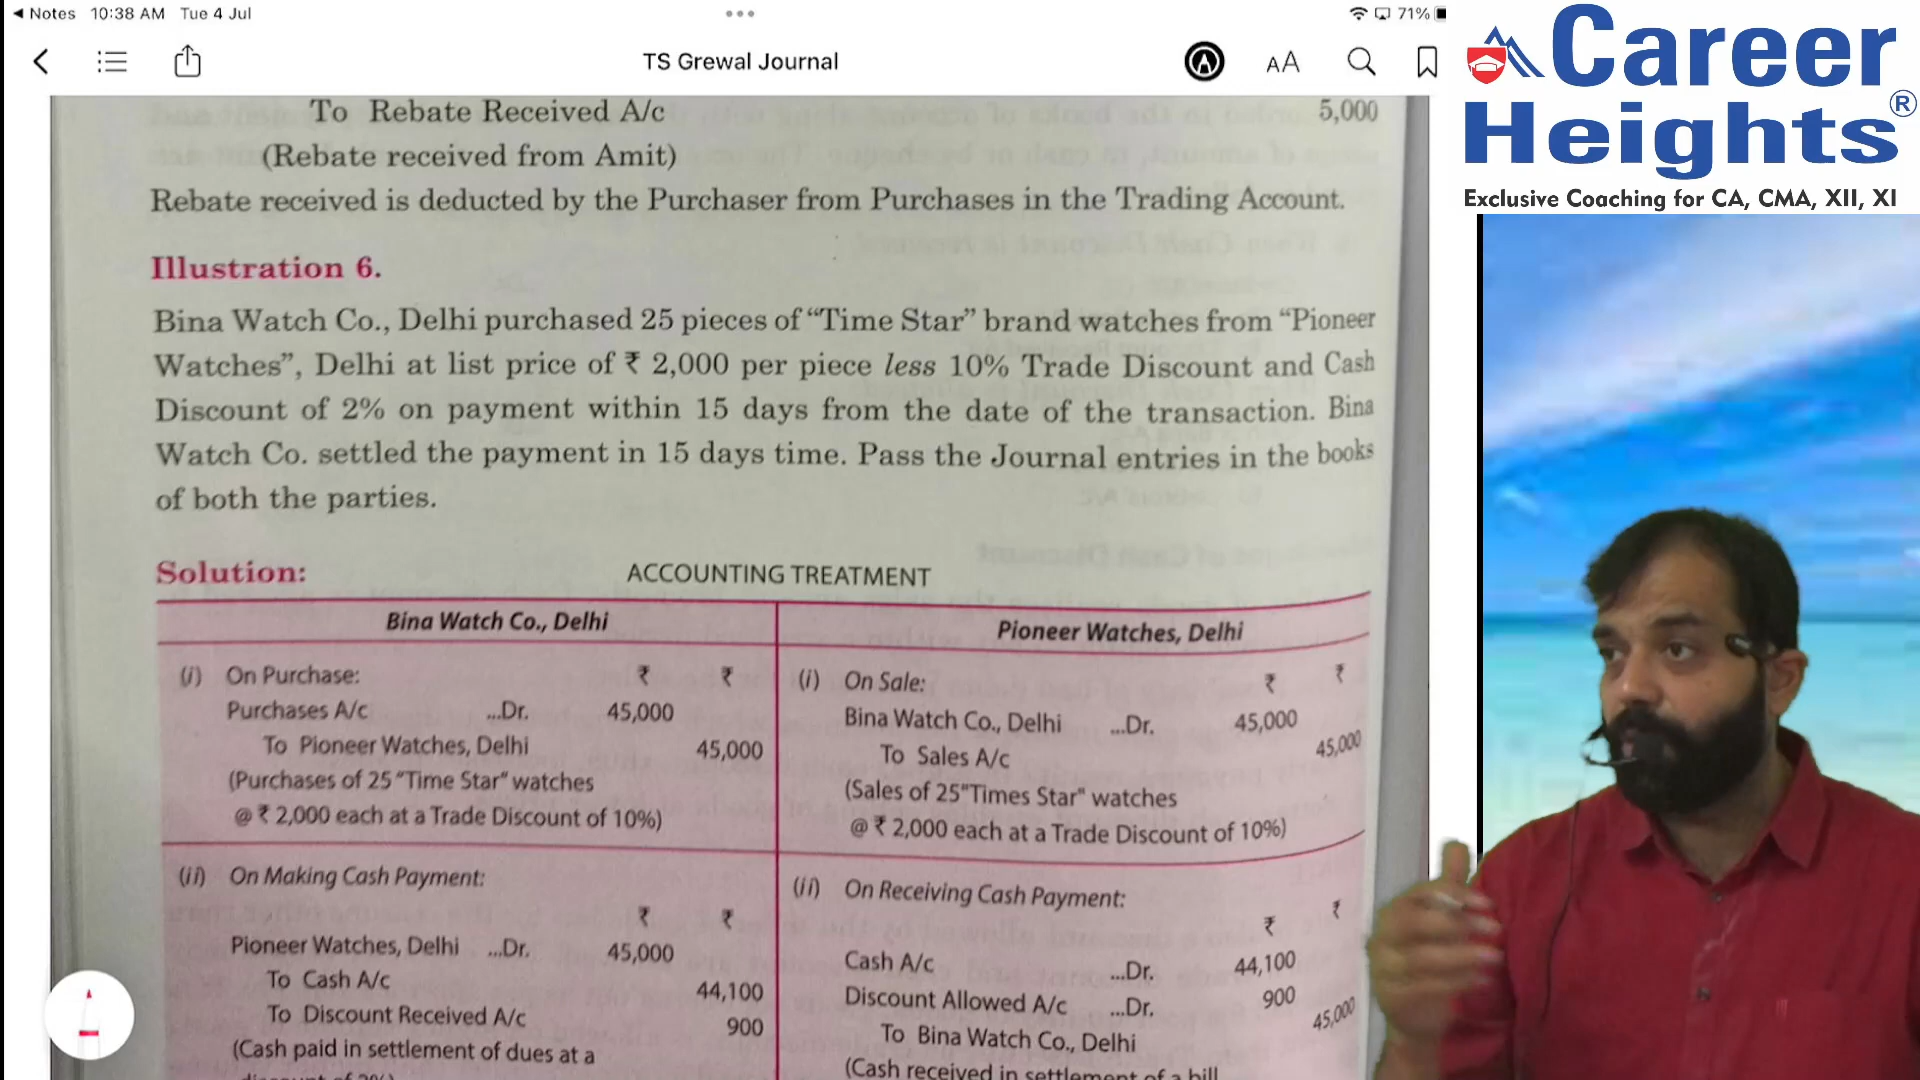 Notes 10:38 AM Tue 4 Jul
71%
TS Grewal Journal
AA
Career
Heights®
Exclusive Coaching for CA, CMA, XII, XI
To Rebate Received A/c 5,000
(Rebate received from Amit)
Rebate received is deducted by the Purchaser from Purchases in the Trading Account.
Illustration 6.
Bina Watch Co., Delhi purchased 25 pieces of "Time Star" brand watches from "Pioneer
Watches", Delhi at list price of ₹ 2,000 per piece less 10% Trade Discount and Cash
Discount of 2% on payment within 15 days from the date of the transaction. Bina
Watch Co. settled the payment in 15 days time. Pass the Journal entries in the books
of both the parties.
Solution: ACCOUNTING TREATMENT
Bina Watch Co., Delhi
(i) On Purchase: ₹ ₹
Purchases A/c ...Dr. 45,000
To Pioneer Watches, Delhi 45,000
(Purchases of 25 "Time Star" watches
@ ₹ 2,000 each at a Trade Discount of 10%)
(ii) On Making Cash Payment:
₹ ₹
Pioneer Watches, Delhi ...Dr. 45,000
To Cash A/c 44,100
To Discount Received A/c 900
(Cash paid in settlement of dues at a
Pioneer Watches, Delhi
(i) On Sale: ₹ ₹
Bina Watch Co., Delhi ...Dr. 45,000
To Sales A/c 45,000
(Sales of 25 "Times Star" watches
@ ₹ 2,000 each at a Trade Discount of 10%)
(ii) On Receiving Cash Payment:
₹ ₹
Cash A/c ...Dr. 44,100
Discount Allowed A/c ...Dr. 900
To Bina Watch Co., Delhi 45,000
(Cash received in settlement of a bill